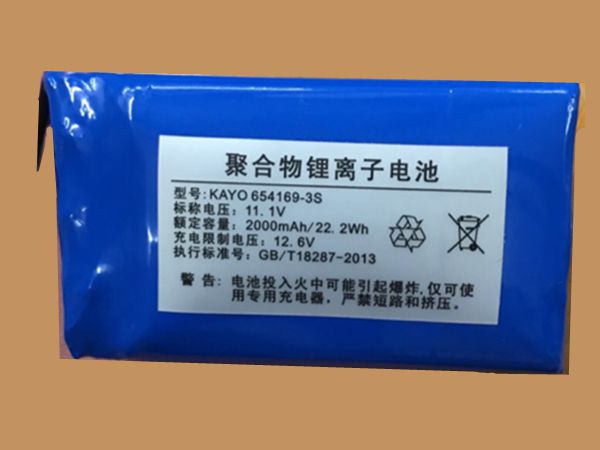 聚合物锂离子电池
型号:KAYO 654169-3S
标称电压：11.1V
额定容量：2000mAh/22.2Wh
充电限制电压：12.6V
执行标准号：GB/T18287-2013
警 告：电池投入火中可能引起爆炸,仅可使
用专用充电器，严禁短路和挤压。